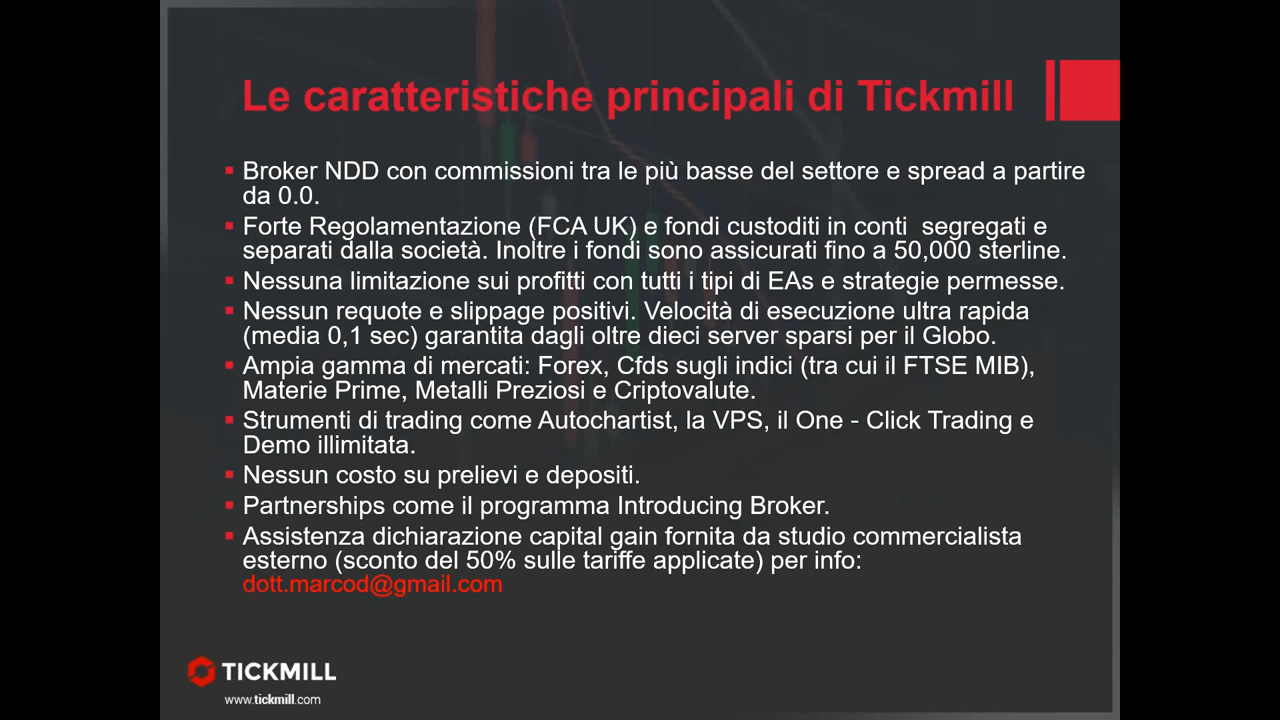 Le caratteristiche principali di Tickmill
▪ Broker NDD con commissioni tra le più basse del settore e spread a partire
da 0.0.
▪ Forte Regolamentazione (FCA UK) e fondi custoditi in conti  segregati e
separati dalla società. Inoltre i fondi sono assicurati fino a 50,000 sterline.
▪ Nessuna limitazione sui profitti con tutti i tipi di EAs e strategie permesse.
▪ Nessun requote e slippage positivi. Velocità di esecuzione ultra rapida
(media 0,1 sec) garantita dagli oltre dieci server sparsi per il Globo.
▪ Ampia gamma di mercati: Forex, Cfds sugli indici (tra cui il FTSE MIB),
Materie Prime, Metalli Preziosi e Criptovalute.
▪ Strumenti di trading come Autochartist, la VPS, il One - Click Trading e
Demo illimitata.
▪ Nessun costo su prelievi e depositi.
▪ Partnerships come il programma Introducing Broker.
▪ Assistenza dichiarazione capital gain fornita da studio commercialista
esterno (sconto del 50% sulle tariffe applicate) per info:
dott.marcod@gmail.com
TICKMILL
www.tickmill.com